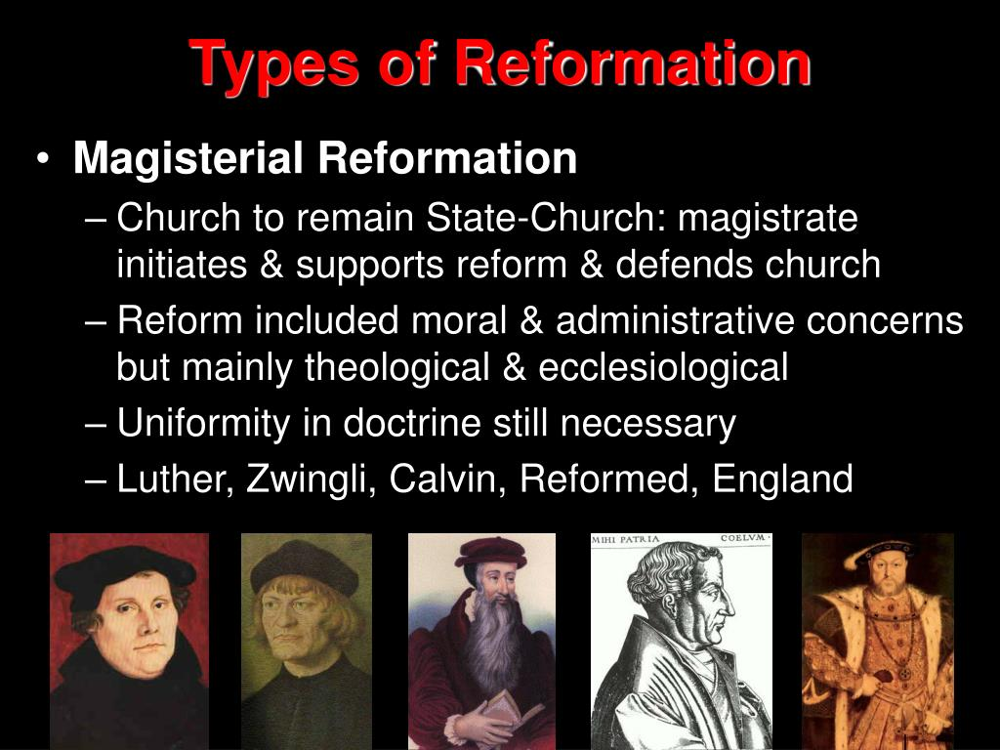 Types of Reformation
• Magisterial Reformation
– Church to remain State-Church: magistrate
initiates & supports reform & defends church
– Reform included moral & administrative concerns
but mainly theological & ecclesiological
– Uniformity in doctrine still necessary
– Luther, Zwingli, Calvin, Reformed, England
MIHI PATRIA COELVM ·